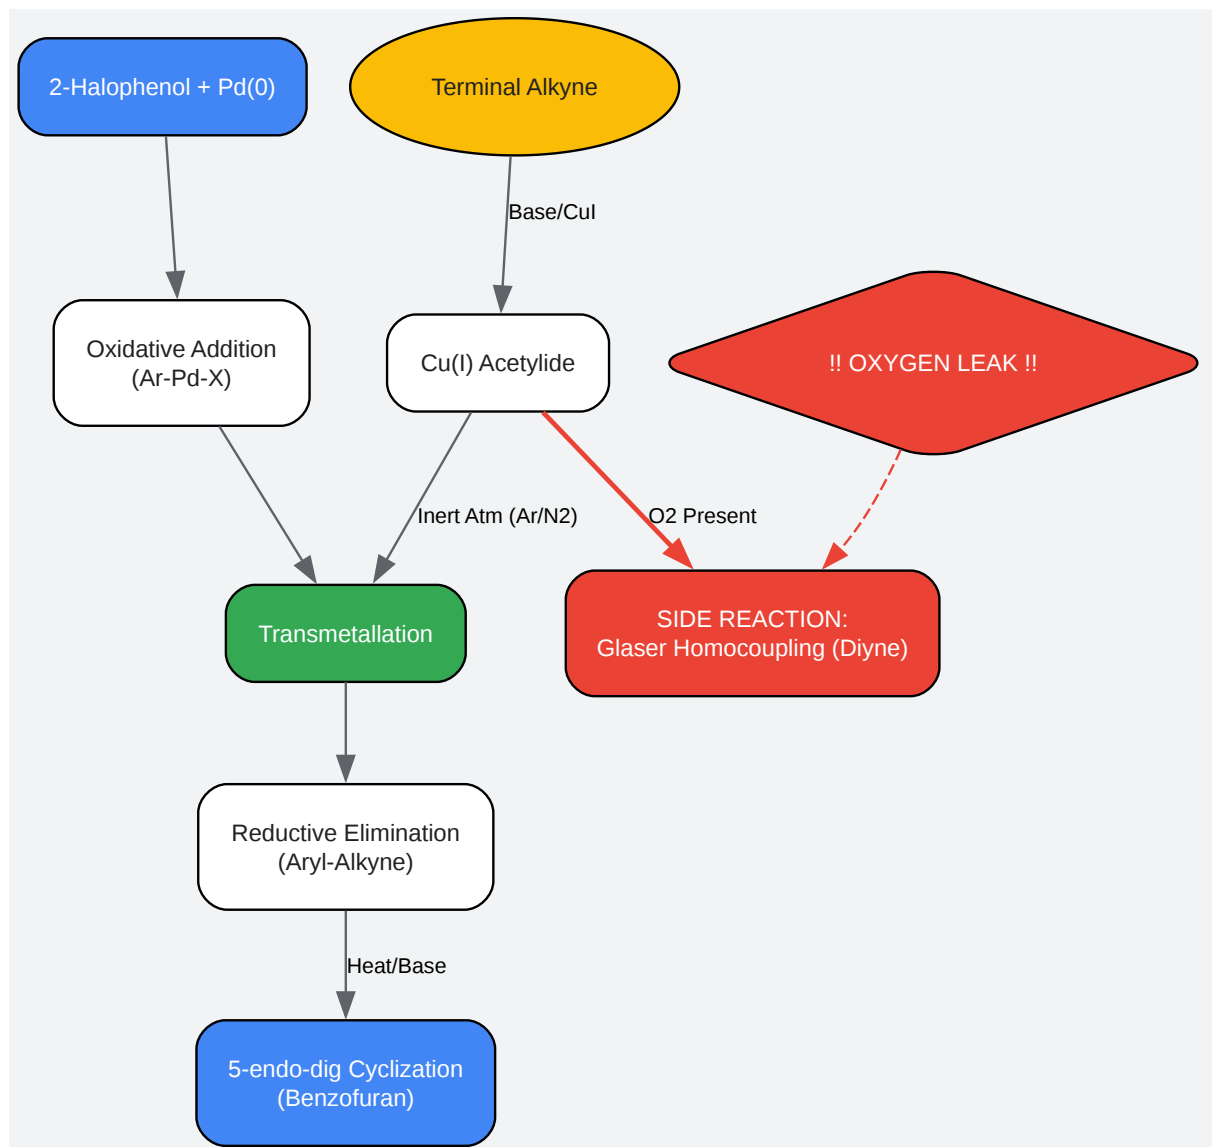 2-Halophenol + Pd(0)
Terminal Alkyne
Base/CuI
Oxidative Addition
(Ar-Pd-X)
Cu(I) Acetylide
!! OXYGEN LEAK !!
Inert Atm (Ar/N2)
O2 Present
Transmetallation
SIDE REACTION:
Glaser Homocoupling (Diyne)
Reductive Elimination
(Aryl-Alkyne)
Heat/Base
5-endo-dig Cyclization
(Benzofuran)